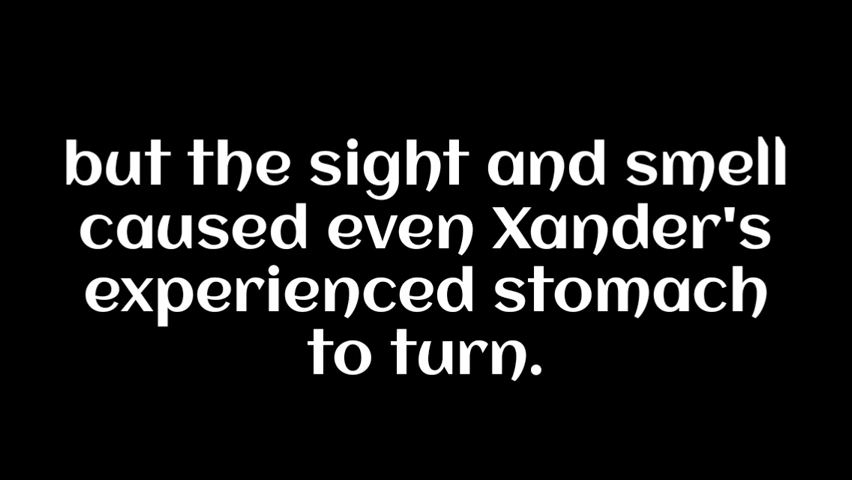 but the sight and smell
caused even Xander's
experienced stomach
to turn.